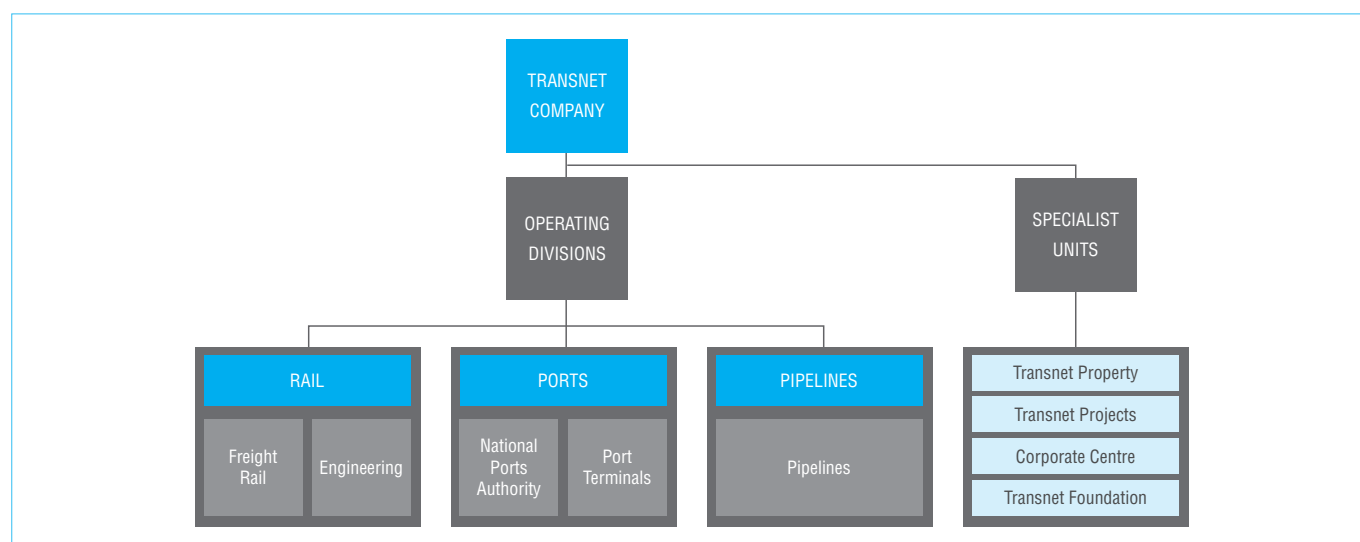 TRANSNET
COMPANY
OPERATING
DIVISIONS
SPECIALIST
UNITS
RAIL
Freight
Rail
Engineering
PORTS
National
Ports
Authority
Port
Terminals
PIPELINES
Pipelines
Transnet Property
Transnet Projects
Corporate Centre
Transnet Foundation